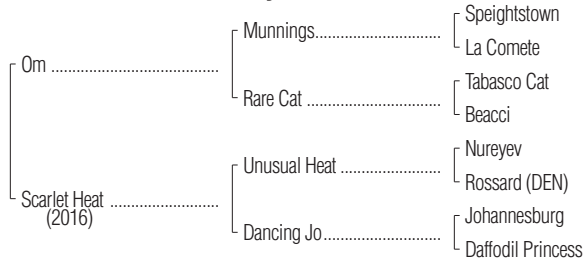 Speightstown
Munnings
La Comete
Om
Tabasco Cat
Rare Cat
Beacci
Nureyev
Unusual Heat
Rossard (DEN)
Scarlet Heat
(2016)
Johannesburg
Dancing Jo
Daffodil Princess